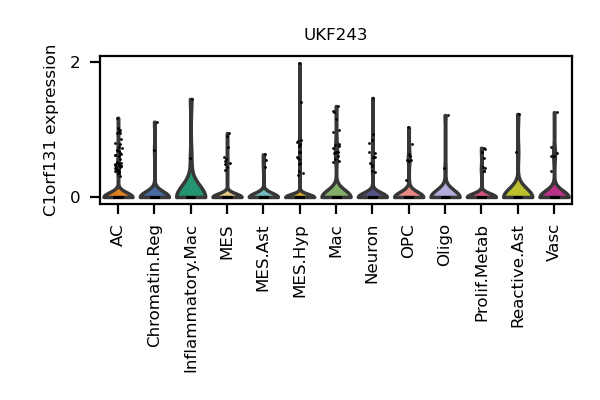 UKF243
C1orf131 expression
2
0
AC
Chromatin.Reg
Inflammatory.Mac
MES
MES.Ast
MES.Hyp
Mac
Neuron
OPC
Oligo
Prolif.Metab
Reactive.Ast
Vasc